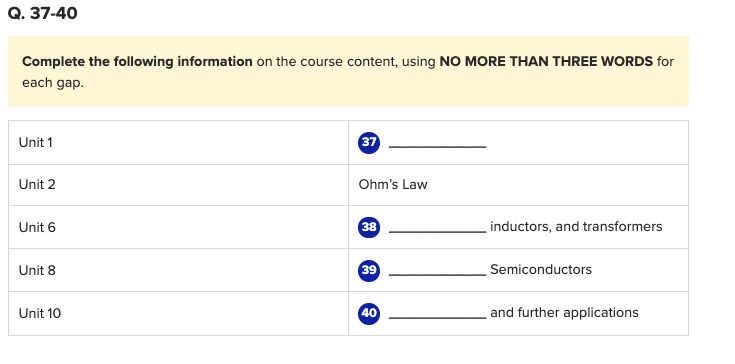 Q. 37-40
Complete the following information on the course content, using NO MORE THAN THREE WORDS for
each gap.
Unit 1 37 ____________
Unit 2 Ohm's Law
Unit 6 38 ____________ inductors, and transformers
Unit 8 39 ____________ Semiconductors
Unit 10 40 ____________ and further applications